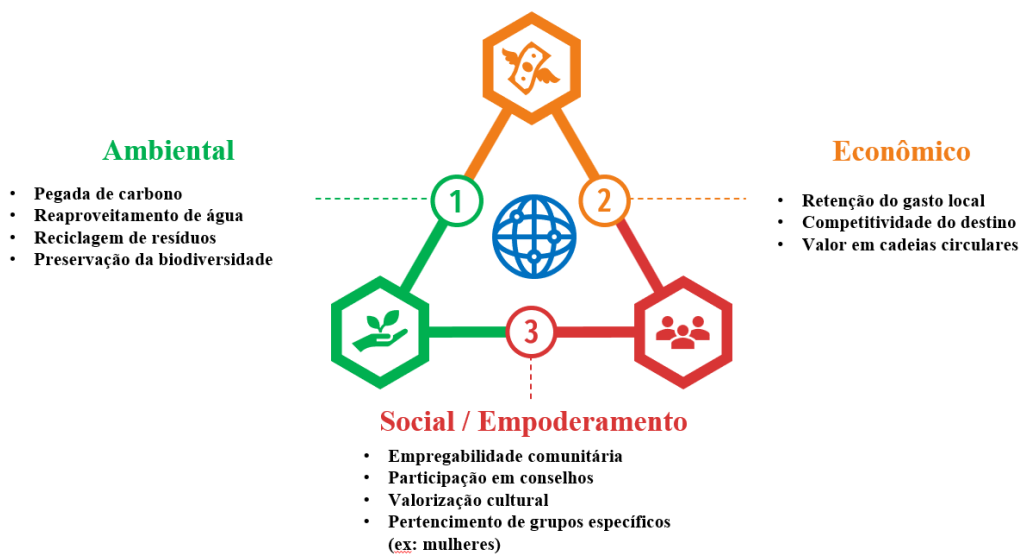 Ambiental
• Pegada de carbono
• Reaproveitamento de água
• Reciclagem de resíduos
• Preservação da biodiversidade
1
2
Econômico
• Retenção do gasto local
• Competitividade do destino
• Valor em cadeias circulares
3
Social / Empoderamento
• Empregabilidade comunitária
• Participação em conselhos
• Valorização cultural
• Pertencimento de grupos específicos
(ex: mulheres)